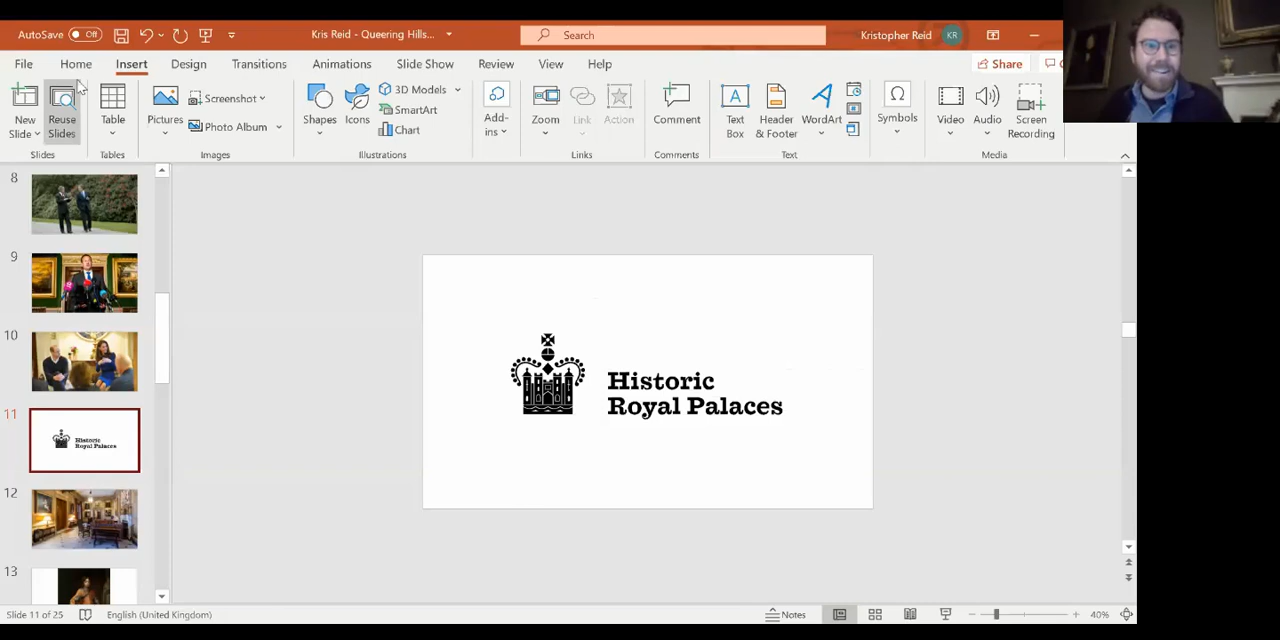 AutoSave Off
Kris Reid - Queering Hills...
Search
Kristopher Reid KR
File Home Insert Design Transitions Animations Slide Show Review View Help Share
New Slide
Reuse Slides
Table
Pictures
Screenshot
Photo Album
Shapes
Icons
3D Models
SmartArt
Chart
Add-ins
Zoom
Link
Action
Comment
Text Box
Header & Footer
WordArt
Symbols
Video
Audio
Screen Recording
Slides Tables Images Illustrations Links Comments Text Media
8
9
10
11
12
13
Historic
Royal Palaces
Historic
Royal Palaces
Slide 11 of 25 English (United Kingdom) Notes 40%